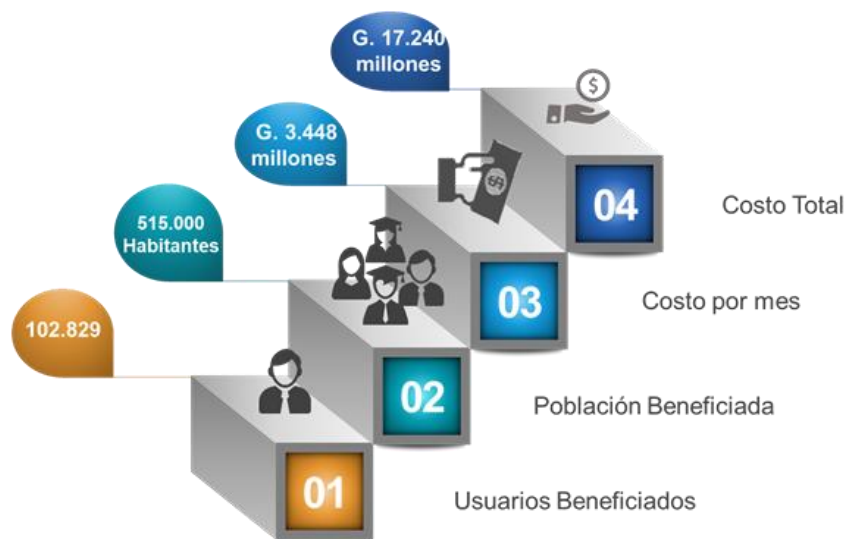 G. 17.240
millones
$
04
Costo Total
G. 3.448
millones
03
Costo por mes
515.000
Habitantes
02
Población Beneficiada
102.829
01
Usuarios Beneficiados